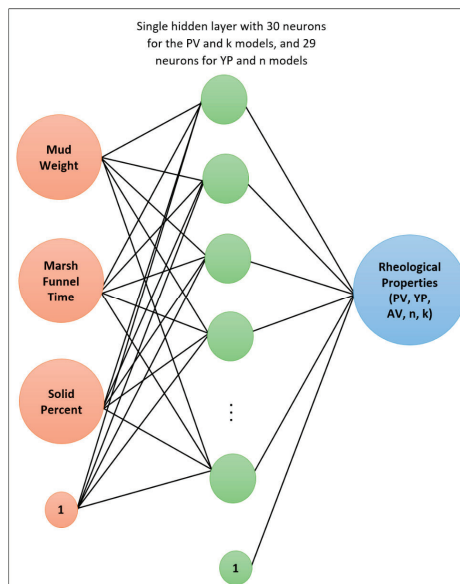 Single hidden layer with 30 neurons
for the PV and k models, and 29
neurons for YP and n models
Mud
Weight
Marsh
Funnel
Time
Solid
Percent
1
⋮
1
Rheological
Properties
(PV, YP,
AV, n, k)